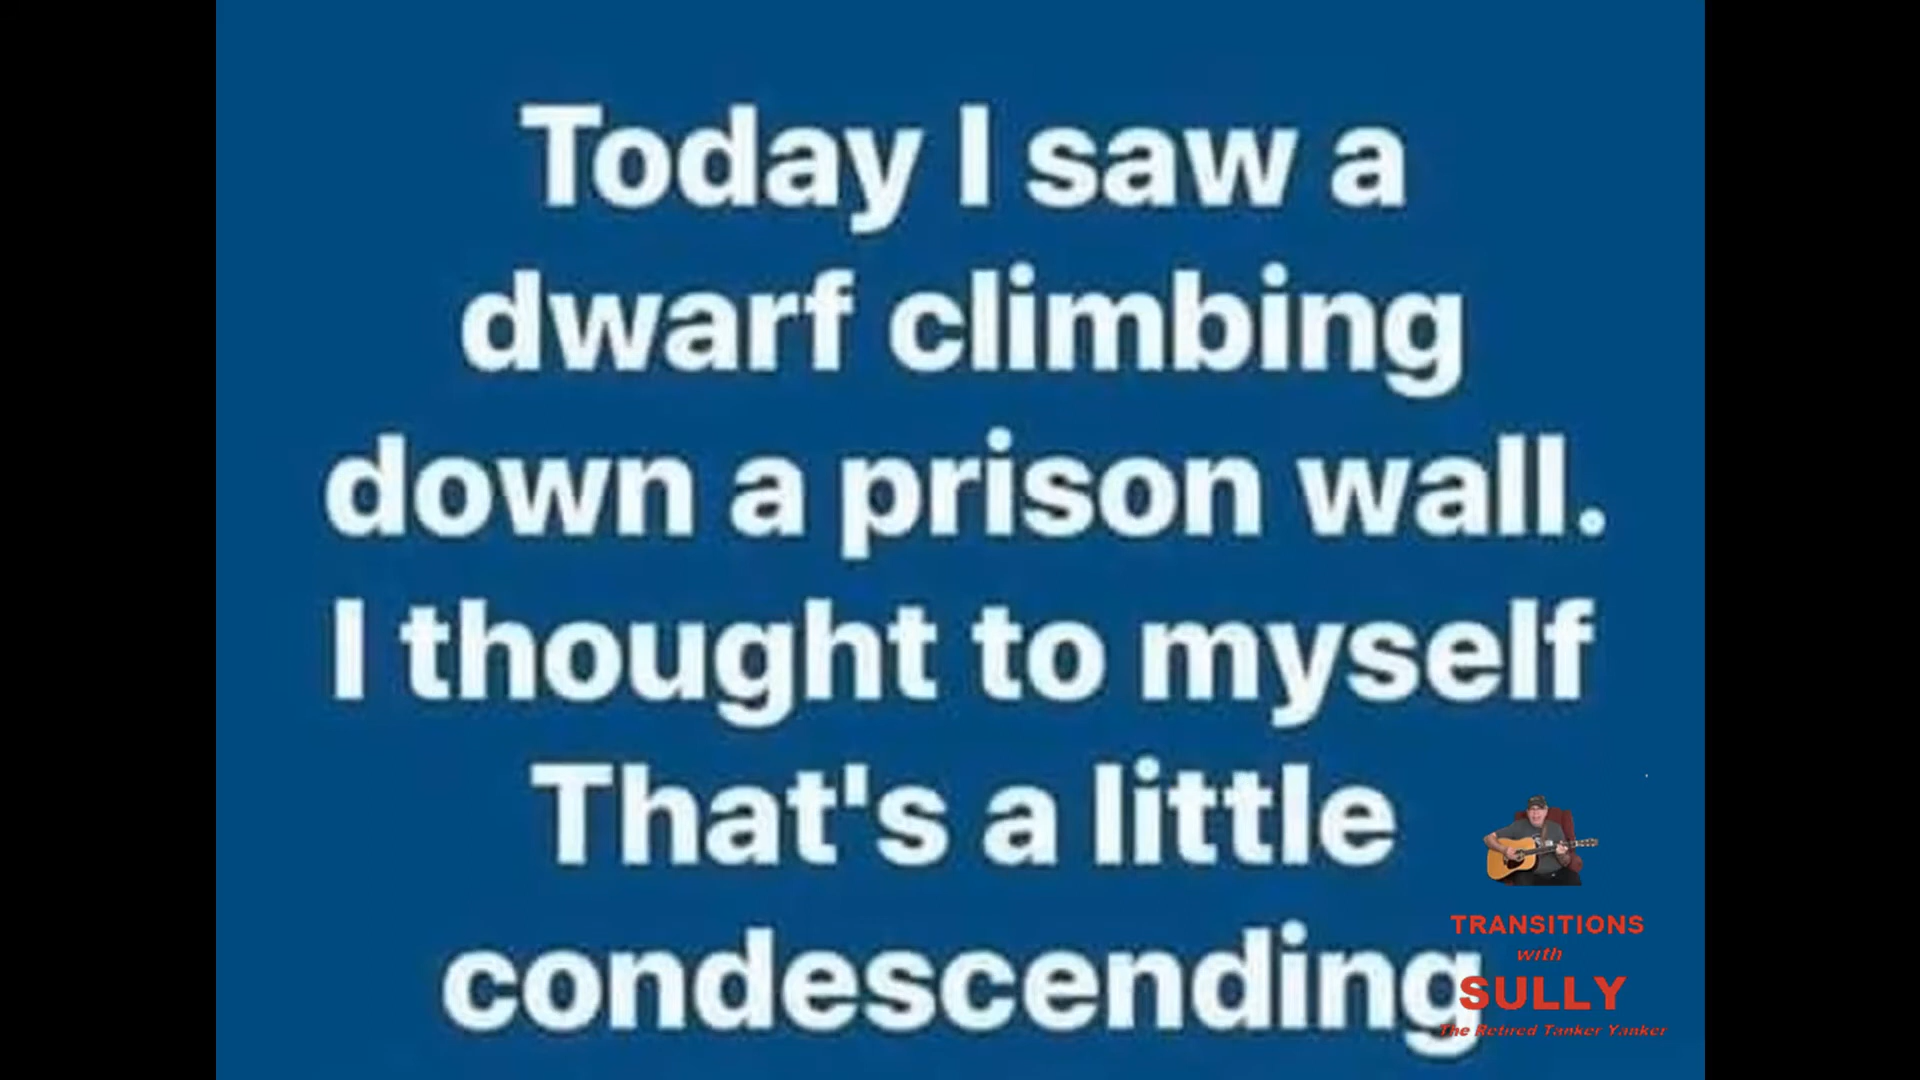 Today I saw a
dwarf climbing
down a prison wall.
I thought to myself
That's a little
condescending
TRANSITIONS
with
SULLY
The Retired Tanker Yanker